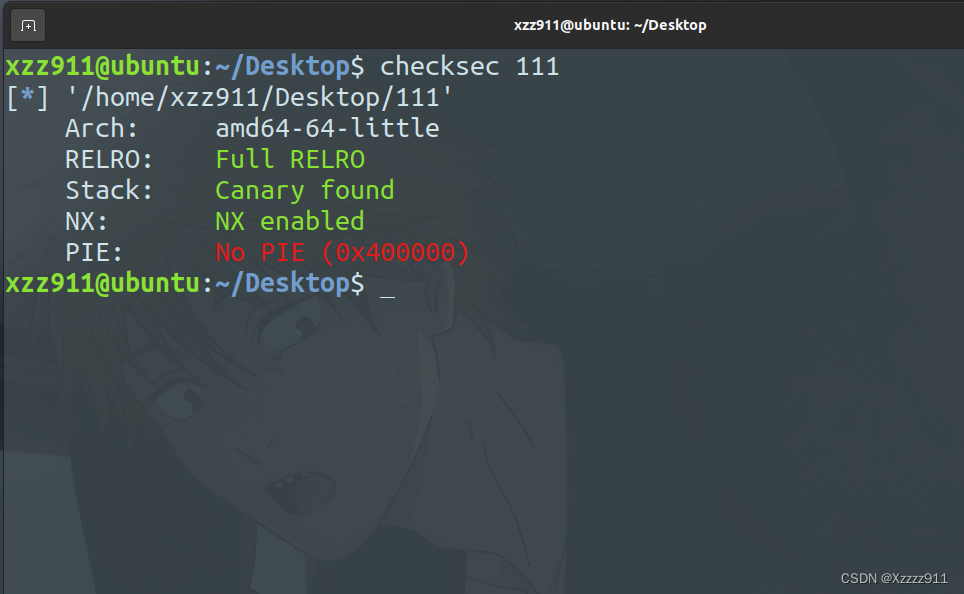 xzz911@ubuntu: ~/Desktop
xzz911@ubuntu:~/Desktop$ checksec 111
[*] '/home/xzz911/Desktop/111'
Arch: amd64-64-little
RELRO: Full RELRO
Stack: Canary found
NX: NX enabled
PIE: No PIE (0x400000)
xzz911@ubuntu:~/Desktop$ _
CSDN @Xzzzz911